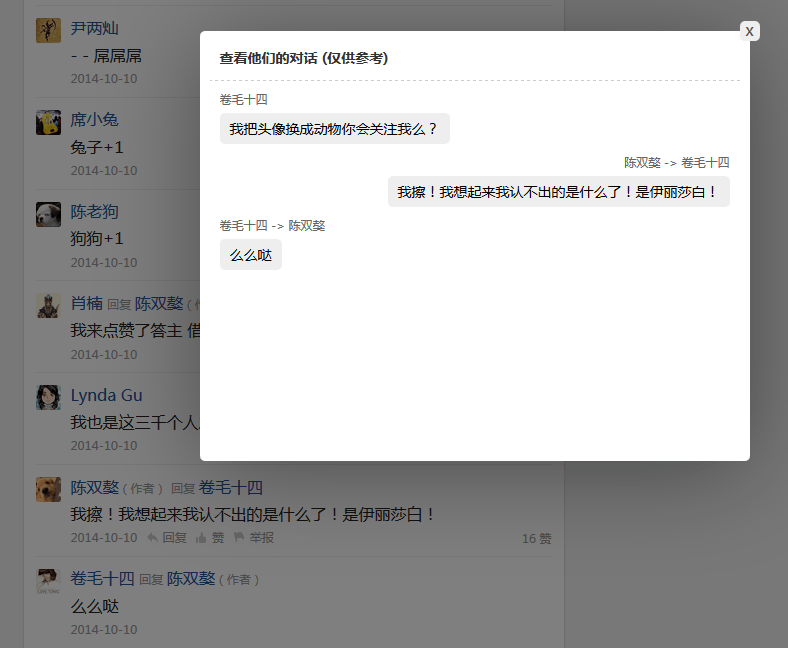 尹两灿
- - 屌屌屌
2014-10-10
席小兔
兔子+1
2014-10-10
陈老狗
狗狗+1
2014-10-10
肖楠 回复 陈双嫠 (
我来点赞了答主 借
2014-10-10
Lynda Gu
我也是这三千个人
2014-10-10
陈双嫠 ( 作者 ) 回复 卷毛十四
我擦！我想起来我认不出的是什么了！是伊丽莎白！
2014-10-10 回复 赞 举报 16 赞
卷毛十四 回复 陈双嫠 ( 作者 )
么么哒
2014-10-10
X
查看他们的对话 (仅供参考)
卷毛十四
我把头像换成动物你会关注我么？
陈双嫠 -> 卷毛十四
我擦！我想起来我认不出的是什么了！是伊丽莎白！
卷毛十四 -> 陈双嫠
么么哒